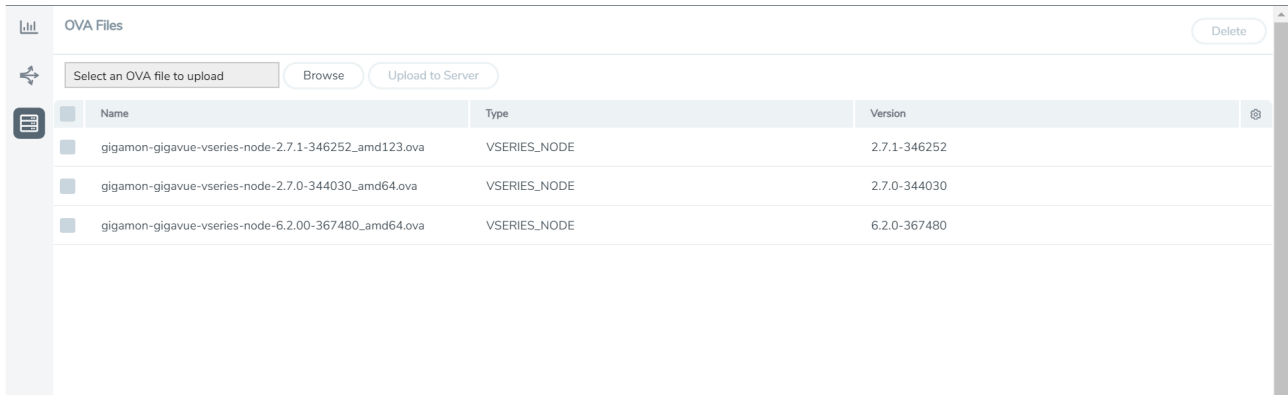 OVA Files
Delete
Select an OVA file to upload Browse Upload to Server
Name Type Version
gigamon-gigavue-vseries-node-2.7.1-346252_amd123.ova VSERIES_NODE 2.7.1-346252
gigamon-gigavue-vseries-node-2.7.0-344030_amd64.ova VSERIES_NODE 2.7.0-344030
gigamon-gigavue-vseries-node-6.2.00-367480_amd64.ova VSERIES_NODE 6.2.0-367480